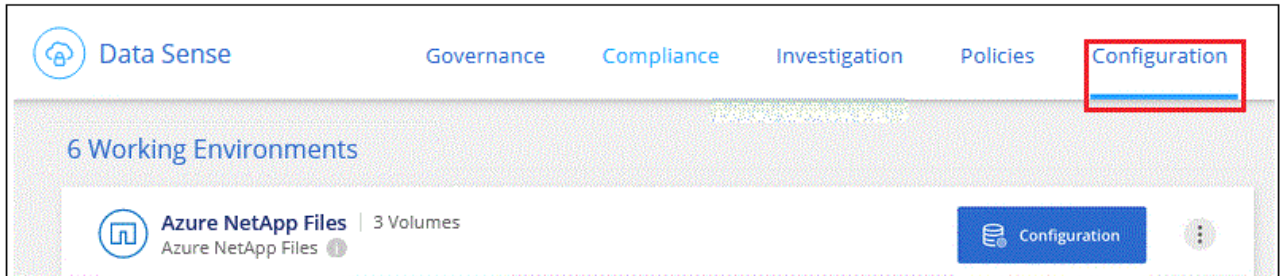 Data Sense Governance Compliance Investigation Policies Configuration
6 Working Environments
Azure NetApp Files | 3 Volumes
Azure NetApp Files
Configuration